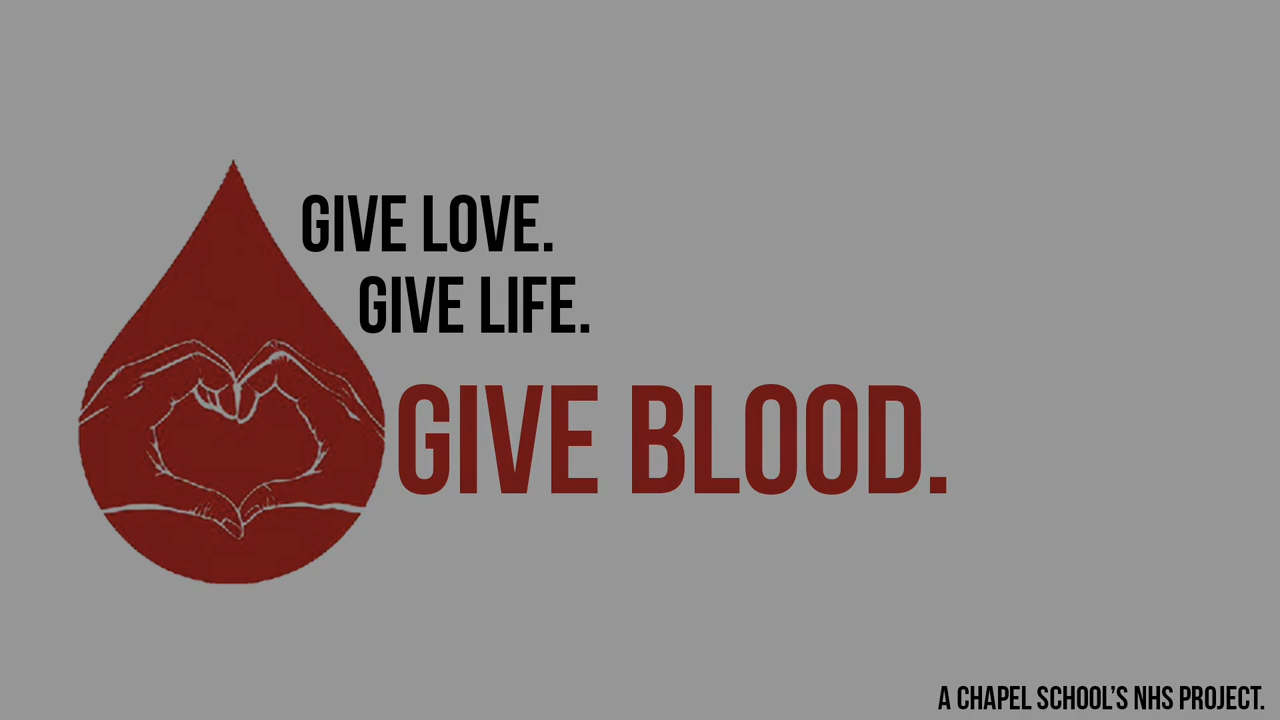 GIVE LOVE.
GIVE LIFE.
GIVE BLOOD.
A CHAPEL SCHOOL'S NHS PROJECT.